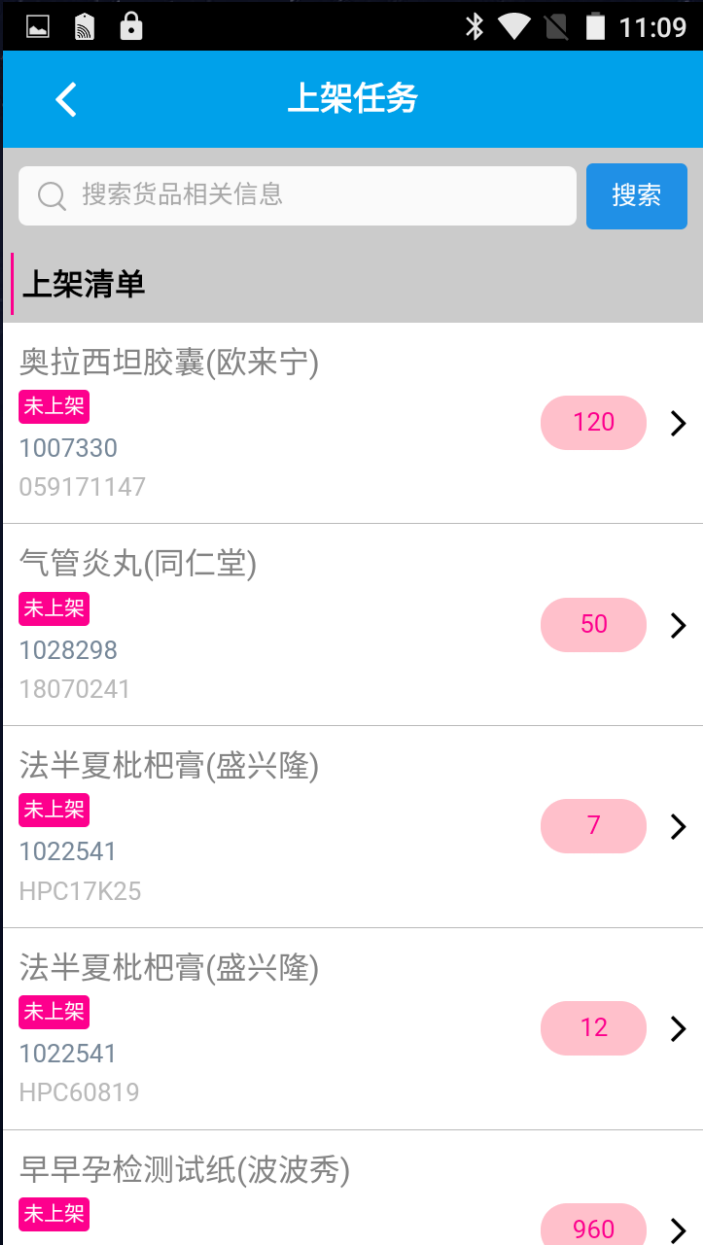 11:09
上架任务
搜索货品相关信息
搜索
上架清单
奥拉西坦胶囊(欧来宁)
未上架
120
1007330
059171147
气管炎丸(同仁堂)
未上架
50
1028298
18070241
法半夏枇杷膏(盛兴隆)
未上架
7
1022541
HPC17K25
法半夏枇杷膏(盛兴隆)
未上架
12
1022541
HPC60819
早早孕检测试纸(波波秀)
未上架
960